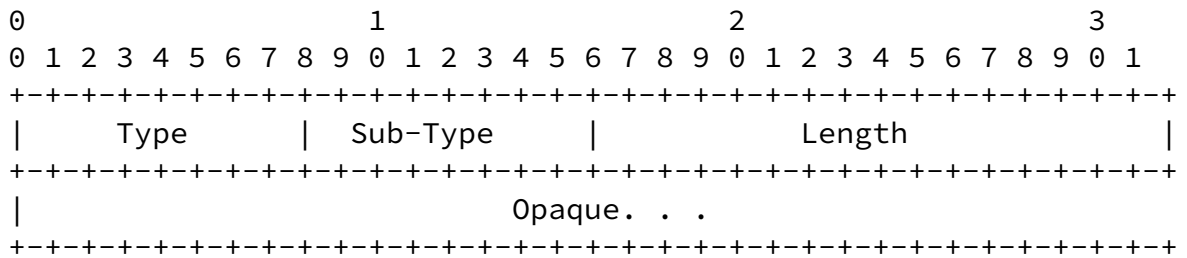 0                   1                   2                   3
0 1 2 3 4 5 6 7 8 9 0 1 2 3 4 5 6 7 8 9 0 1 2 3 4 5 6 7 8 9 0 1
+-+-+-+-+-+-+-+-+-+-+-+-+-+-+-+-+-+-+-+-+-+-+-+-+-+-+-+-+-+-+-+-+
|     Type      |  Sub-Type     |           Length              |
+-+-+-+-+-+-+-+-+-+-+-+-+-+-+-+-+-+-+-+-+-+-+-+-+-+-+-+-+-+-+-+-+
|                           Opaque. . .
+-+-+-+-+-+-+-+-+-+-+-+-+-+-+-+-+-+-+-+-+-+-+-+-+-+-+-+-+-+-+-+-+